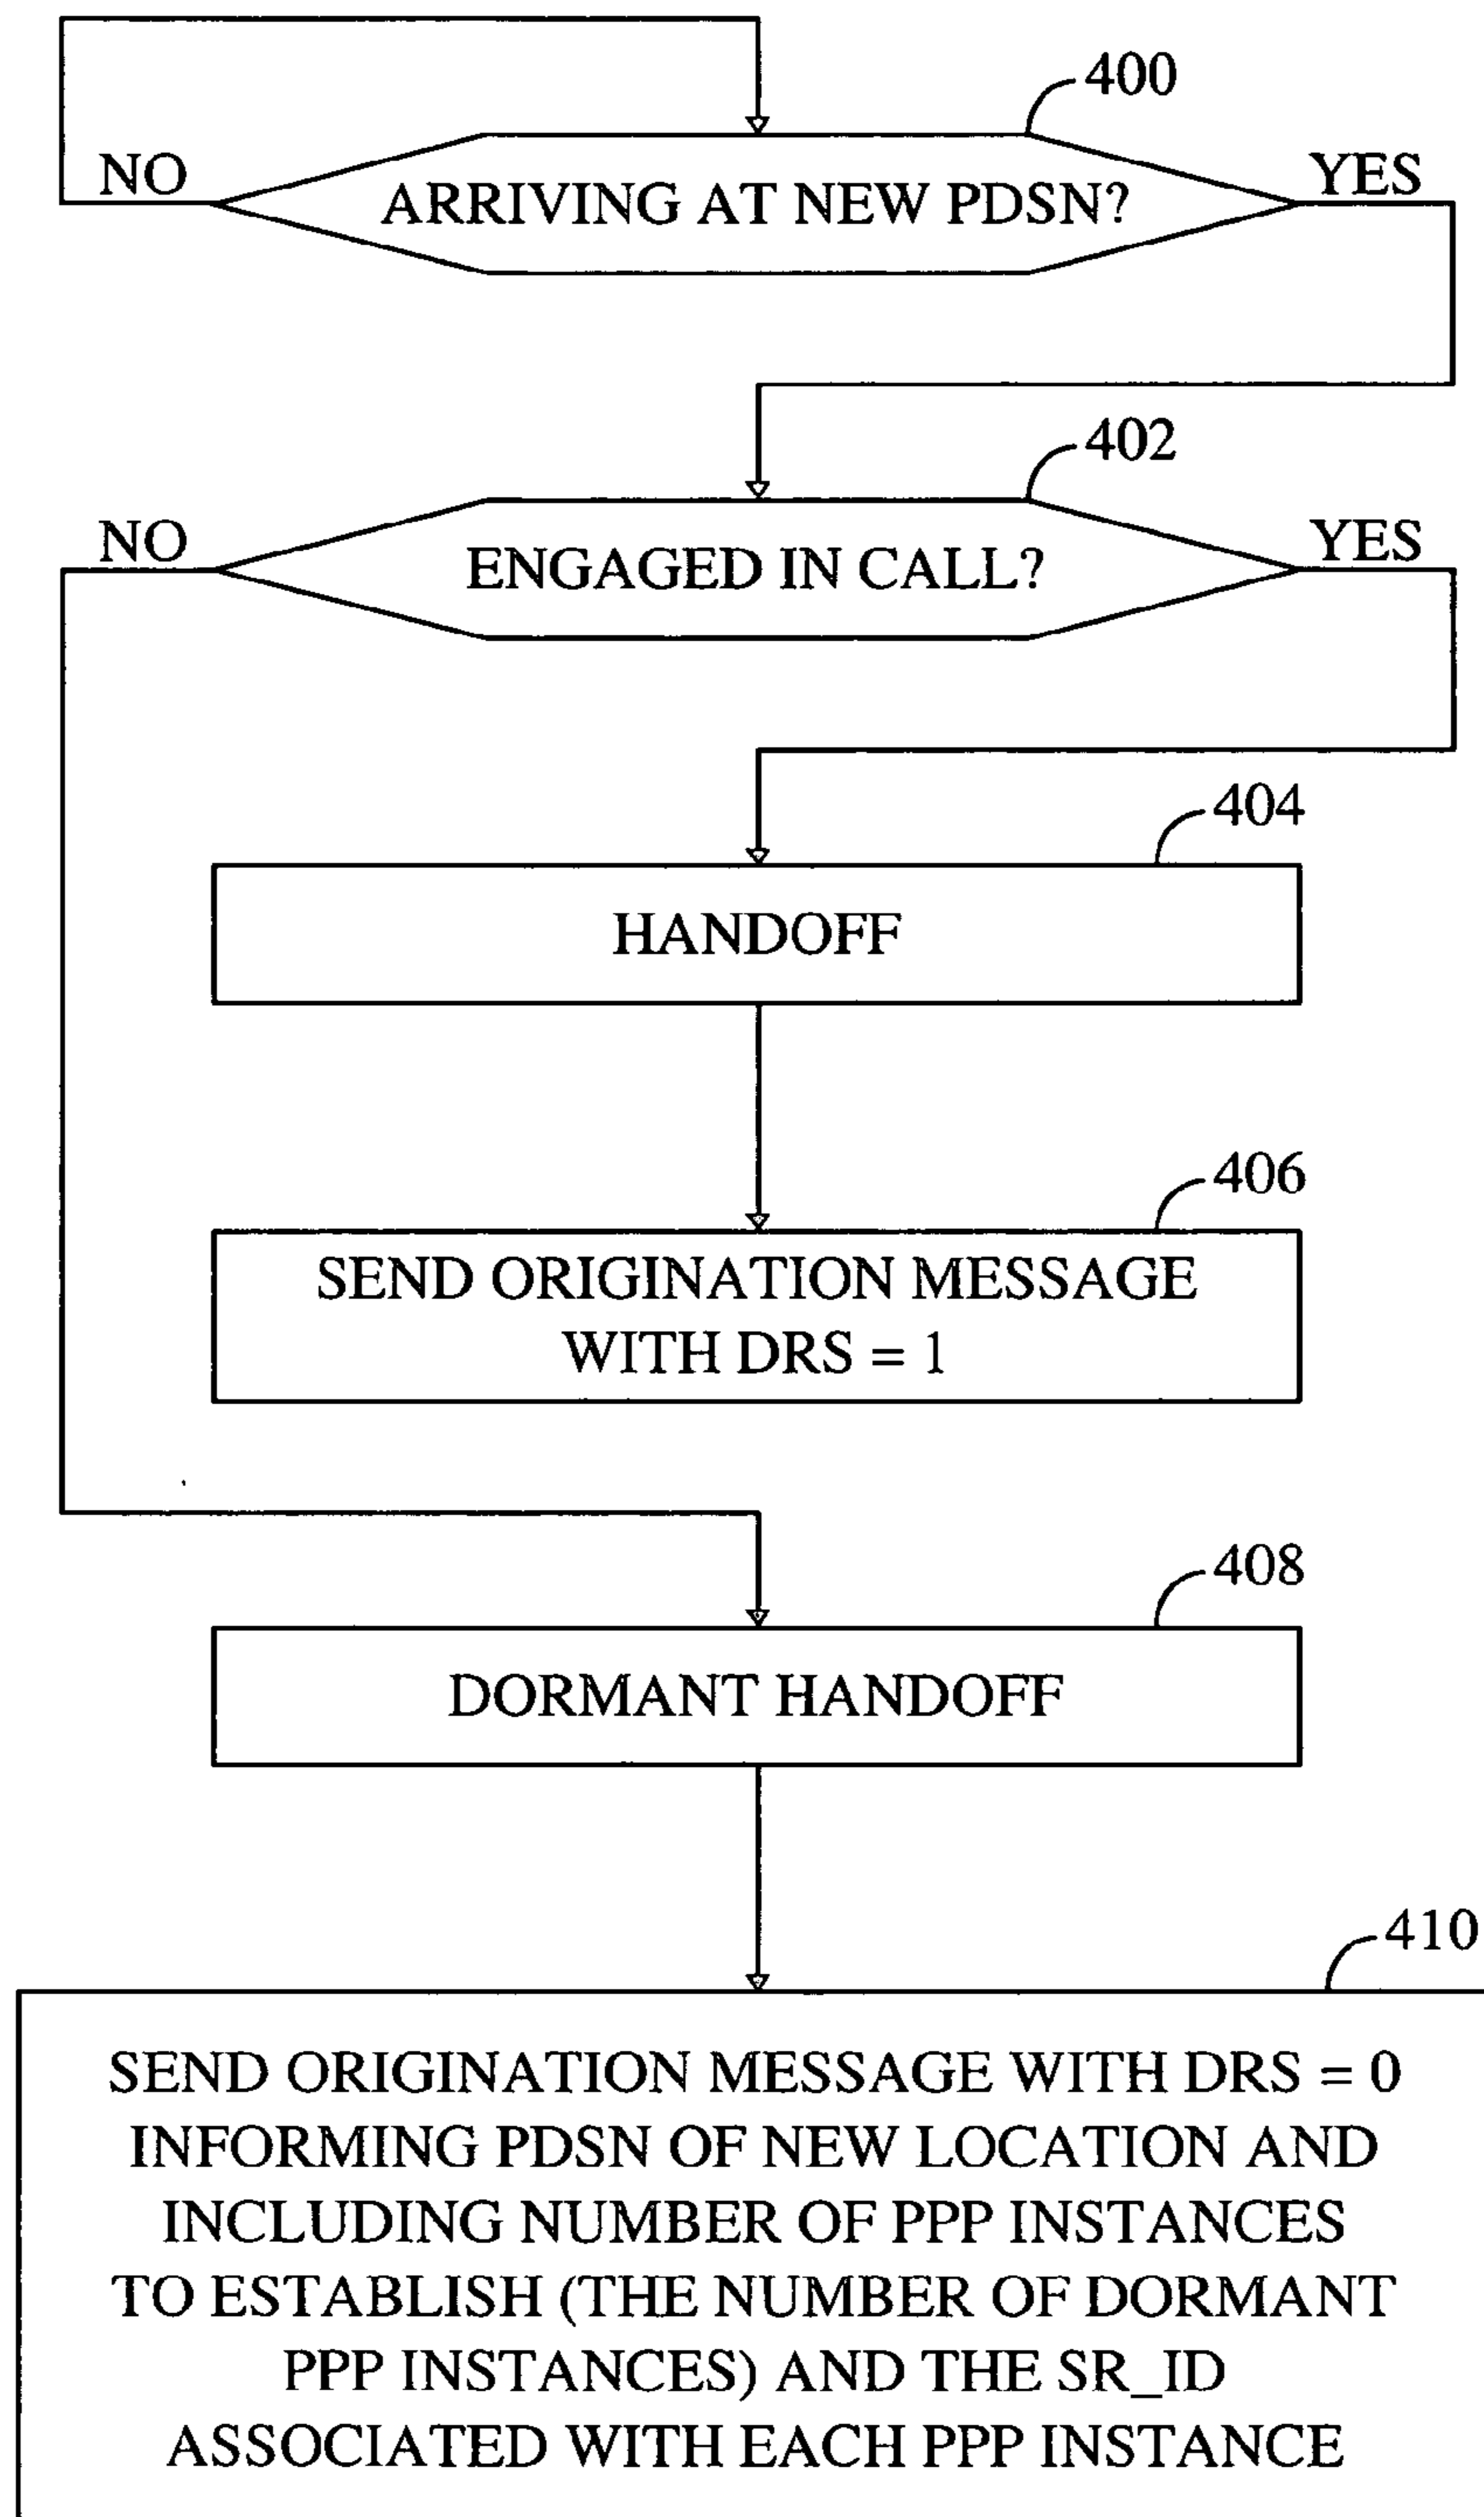 400
NO
ARRIVING AT NEW PDSN?
YES
402
NO
ENGAGED IN CALL?
YES
404
HANDOFF
406
SEND ORIGINATION MESSAGE
WITH DRS = 1
408
DORMANT HANDOFF
410
SEND ORIGINATION MESSAGE WITH DRS = 0
INFORMING PDSN OF NEW LOCATION AND
INCLUDING NUMBER OF PPP INSTANCES
TO ESTABLISH (THE NUMBER OF DORMANT
PPP INSTANCES) AND THE SR_ID
ASSOCIATED WITH EACH PPP INSTANCE